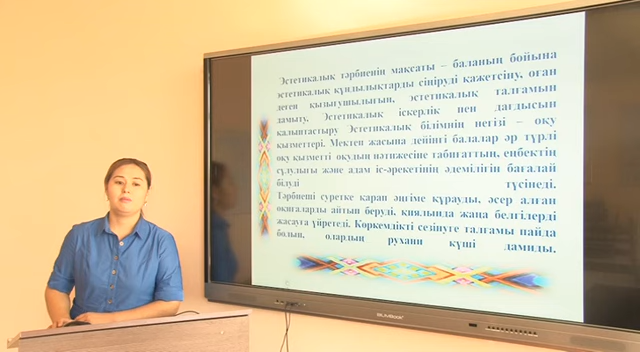 Эстетикалық тәрбиенің мақсаты – баланың бойына
эстетикалық құндылықтарды сіңіруді қажетсіну, оған
деген қызығушылығын, эстетикалық талғамын
дамыту. Эстетикалық іскерлік пен дағдысын
қалыптастыру Эстетикалық білімнің негізі – оқу
қызметтері. Мектеп жасына дейінгі балалар әр түрлі
оқу қызметті оқудың нәтижесіне табиғаттың, еңбектің
сұлулығы және адам іс-әрекетінің әдемілігін бағалай
білуді түсінеді.
Тәрбиеші суретке қарап әңгіме құрауды, әсер алған
оқиғаларды айтып беруді, қиялында жаңа белгілерді
жасауға үйретеді. Көркемдікті сезінуге талғамы пайда
болып, олардың рухани күші дамиды.